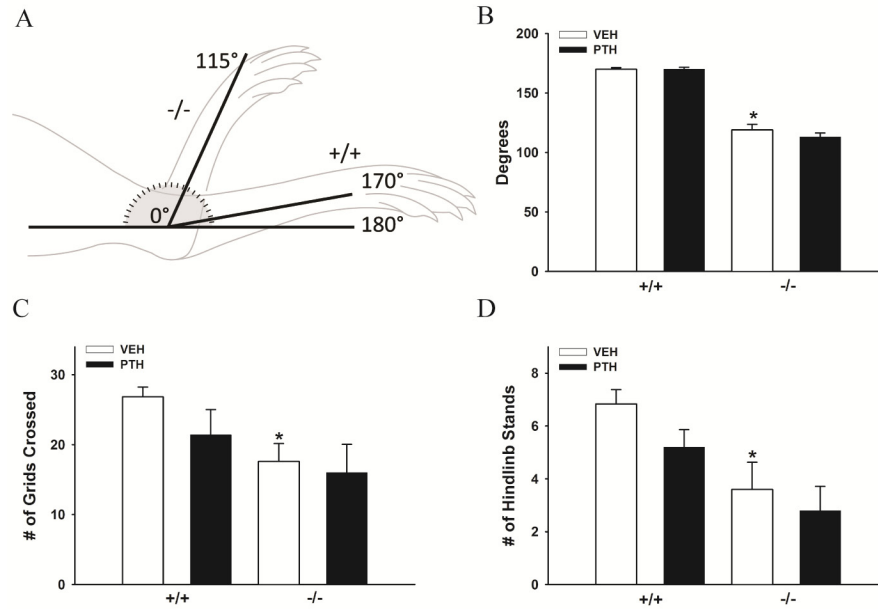 A
115°
-/-
+/+
170°
0°
180°
B
VEH
PTH
200
150
100
50
0
Degrees
*
+/+
-/-
C
VEH
PTH
30
20
10
0
# of Grids Crossed
*
+/+
-/-
D
VEH
PTH
8
6
4
2
0
# of Hindlinb Stands
*
+/+
-/-